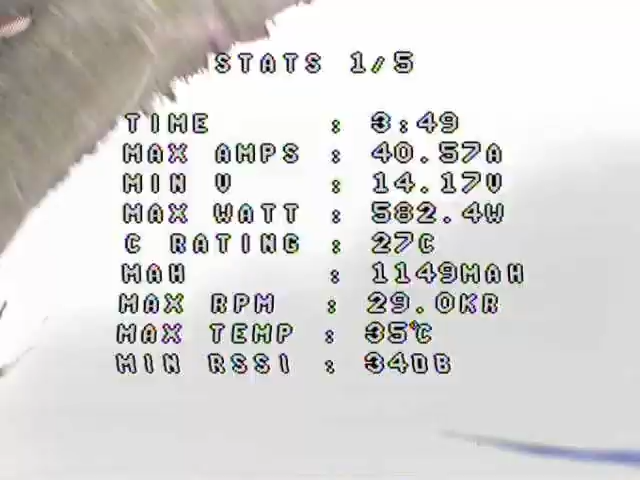 STATS 1/5
TIME : 3:49
MAX AMPS : 40.57A
MIN V : 14.17V
MAX WATT : 582.4W
C RATING : 27C
MAH : 1149MAH
MAX RPM : 29.0KR
MAX TEMP : 35°C
MIN RSSI : 34DB